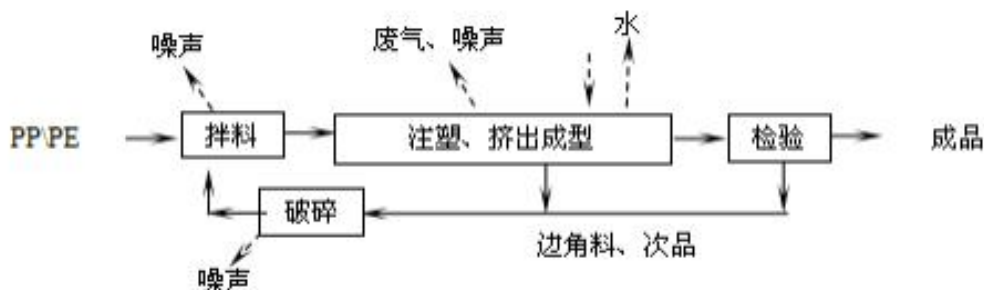 水
噪声
废气、噪声
PP\PE
拌料
注塑、挤出成型
检验
成品
破碎
边角料、次品
噪声